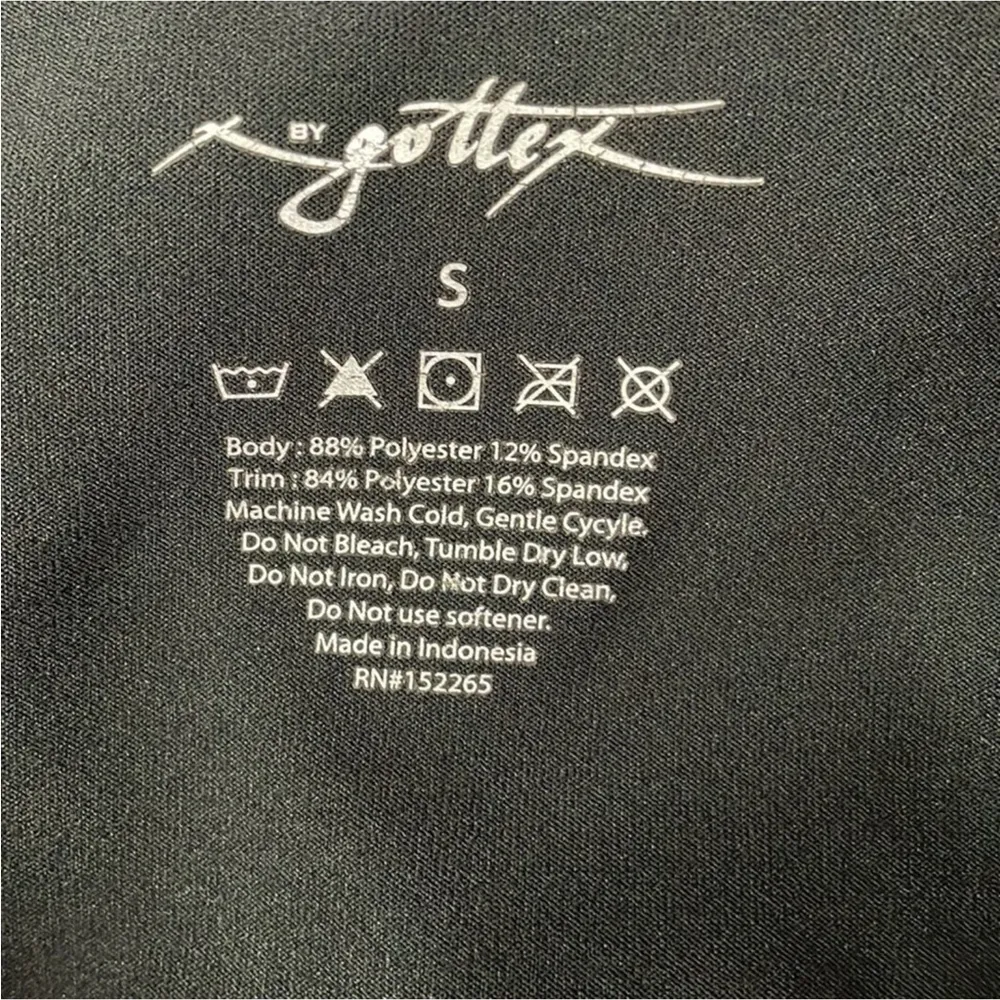 x BY gottex
S
Body : 88% Polyester 12% Spandex
Trim : 84% Polyester 16% Spandex
Machine Wash Cold, Gentle Cycyle,
Do Not Bleach, Tumble Dry Low,
Do Not Iron, Do Not Dry Clean,
Do Not use softener.
Made in Indonesia
RN#152265